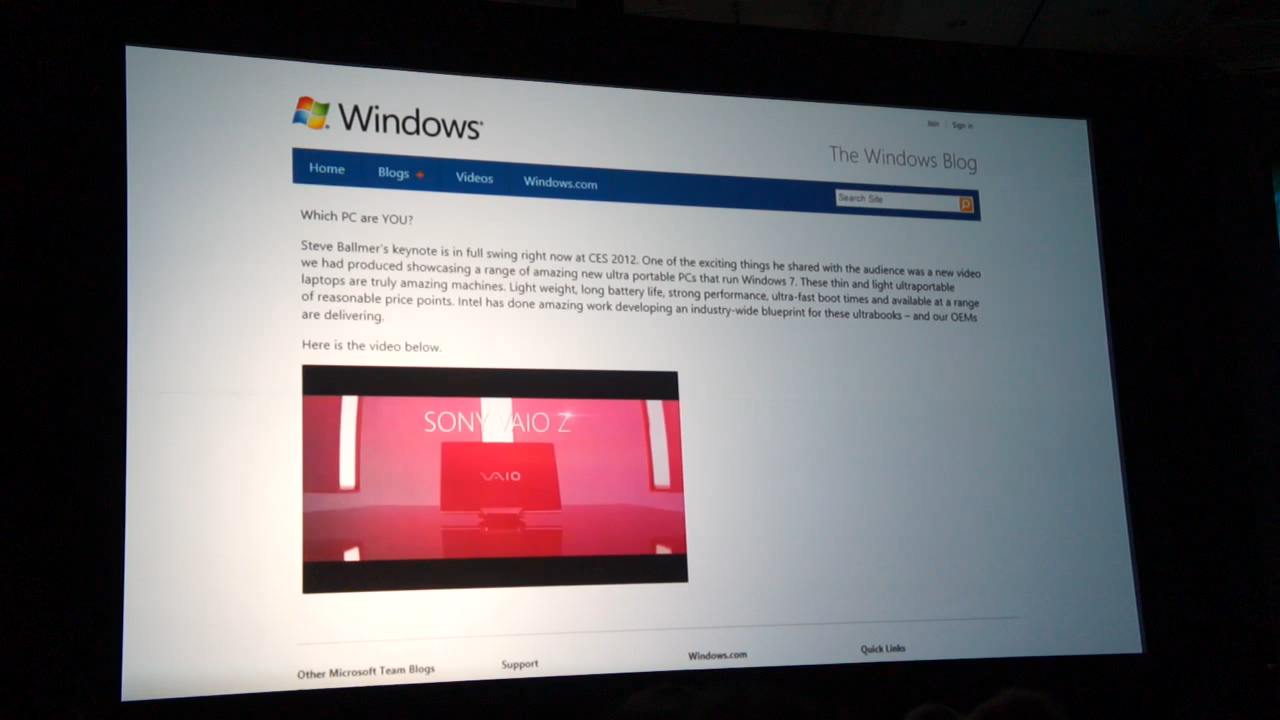 Windows
Join | Sign in
The Windows Blog
Home Blogs + Videos Windows.com
Search Site
Which PC are YOU?
Steve Ballmer's keynote is in full swing right now at CES 2012. One of the exciting things he shared with the audience was a new video
we had produced showcasing a range of amazing new ultra portable PCs that run Windows 7. These thin and light ultraportable
laptops are truly amazing machines. Light weight, long battery life, strong performance, ultra-fast boot times and available at a range
of reasonable price points. Intel has done amazing work developing an industry-wide blueprint for these ultrabooks – and our OEMs
are delivering.
Here is the video below.
SONY VAIO Z
VAIO
Other Microsoft Team Blogs Support Windows.com Quick Links